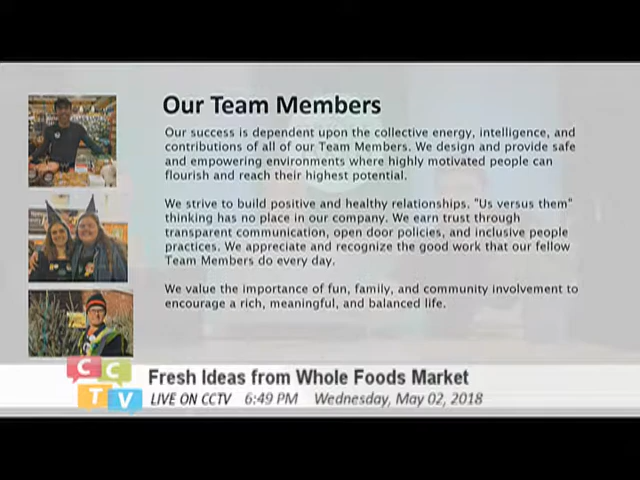 Our Team Members
Our success is dependent upon the collective energy, intelligence, and
contributions of all of our Team Members. We design and provide safe
and empowering environments where highly motivated people can
flourish and reach their highest potential.
We strive to build positive and healthy relationships. "Us versus them"
thinking has no place in our company. We earn trust through
transparent communication, open door policies, and inclusive people
practices. We appreciate and recognize the good work that our fellow
Team Members do every day.
We value the importance of fun, family, and community involvement to
encourage a rich, meaningful, and balanced life.
CCTV
Fresh Ideas from Whole Foods Market
LIVE ON CCTV 6:49 PM Wednesday, May 02, 2018